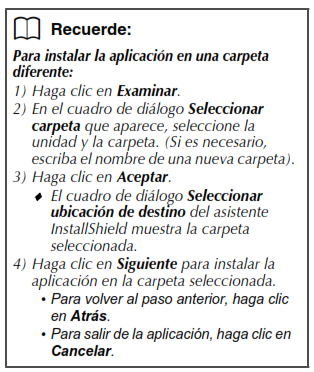 Recuerde:
Para instalar la aplicación en una carpeta
diferente:
1) Haga clic en Examinar.
2) En el cuadro de diálogo Seleccionar
carpeta que aparece, seleccione la
unidad y la carpeta. (Si es necesario,
escriba el nombre de una nueva carpeta).
3) Haga clic en Aceptar.
♦ El cuadro de diálogo Seleccionar
ubicación de destino del asistente
InstallShield muestra la carpeta
seleccionada.
4) Haga clic en Siguiente para instalar la
aplicación en la carpeta seleccionada.
• Para volver al paso anterior, haga clic
en Atrás.
• Para salir de la aplicación, haga clic en
Cancelar.